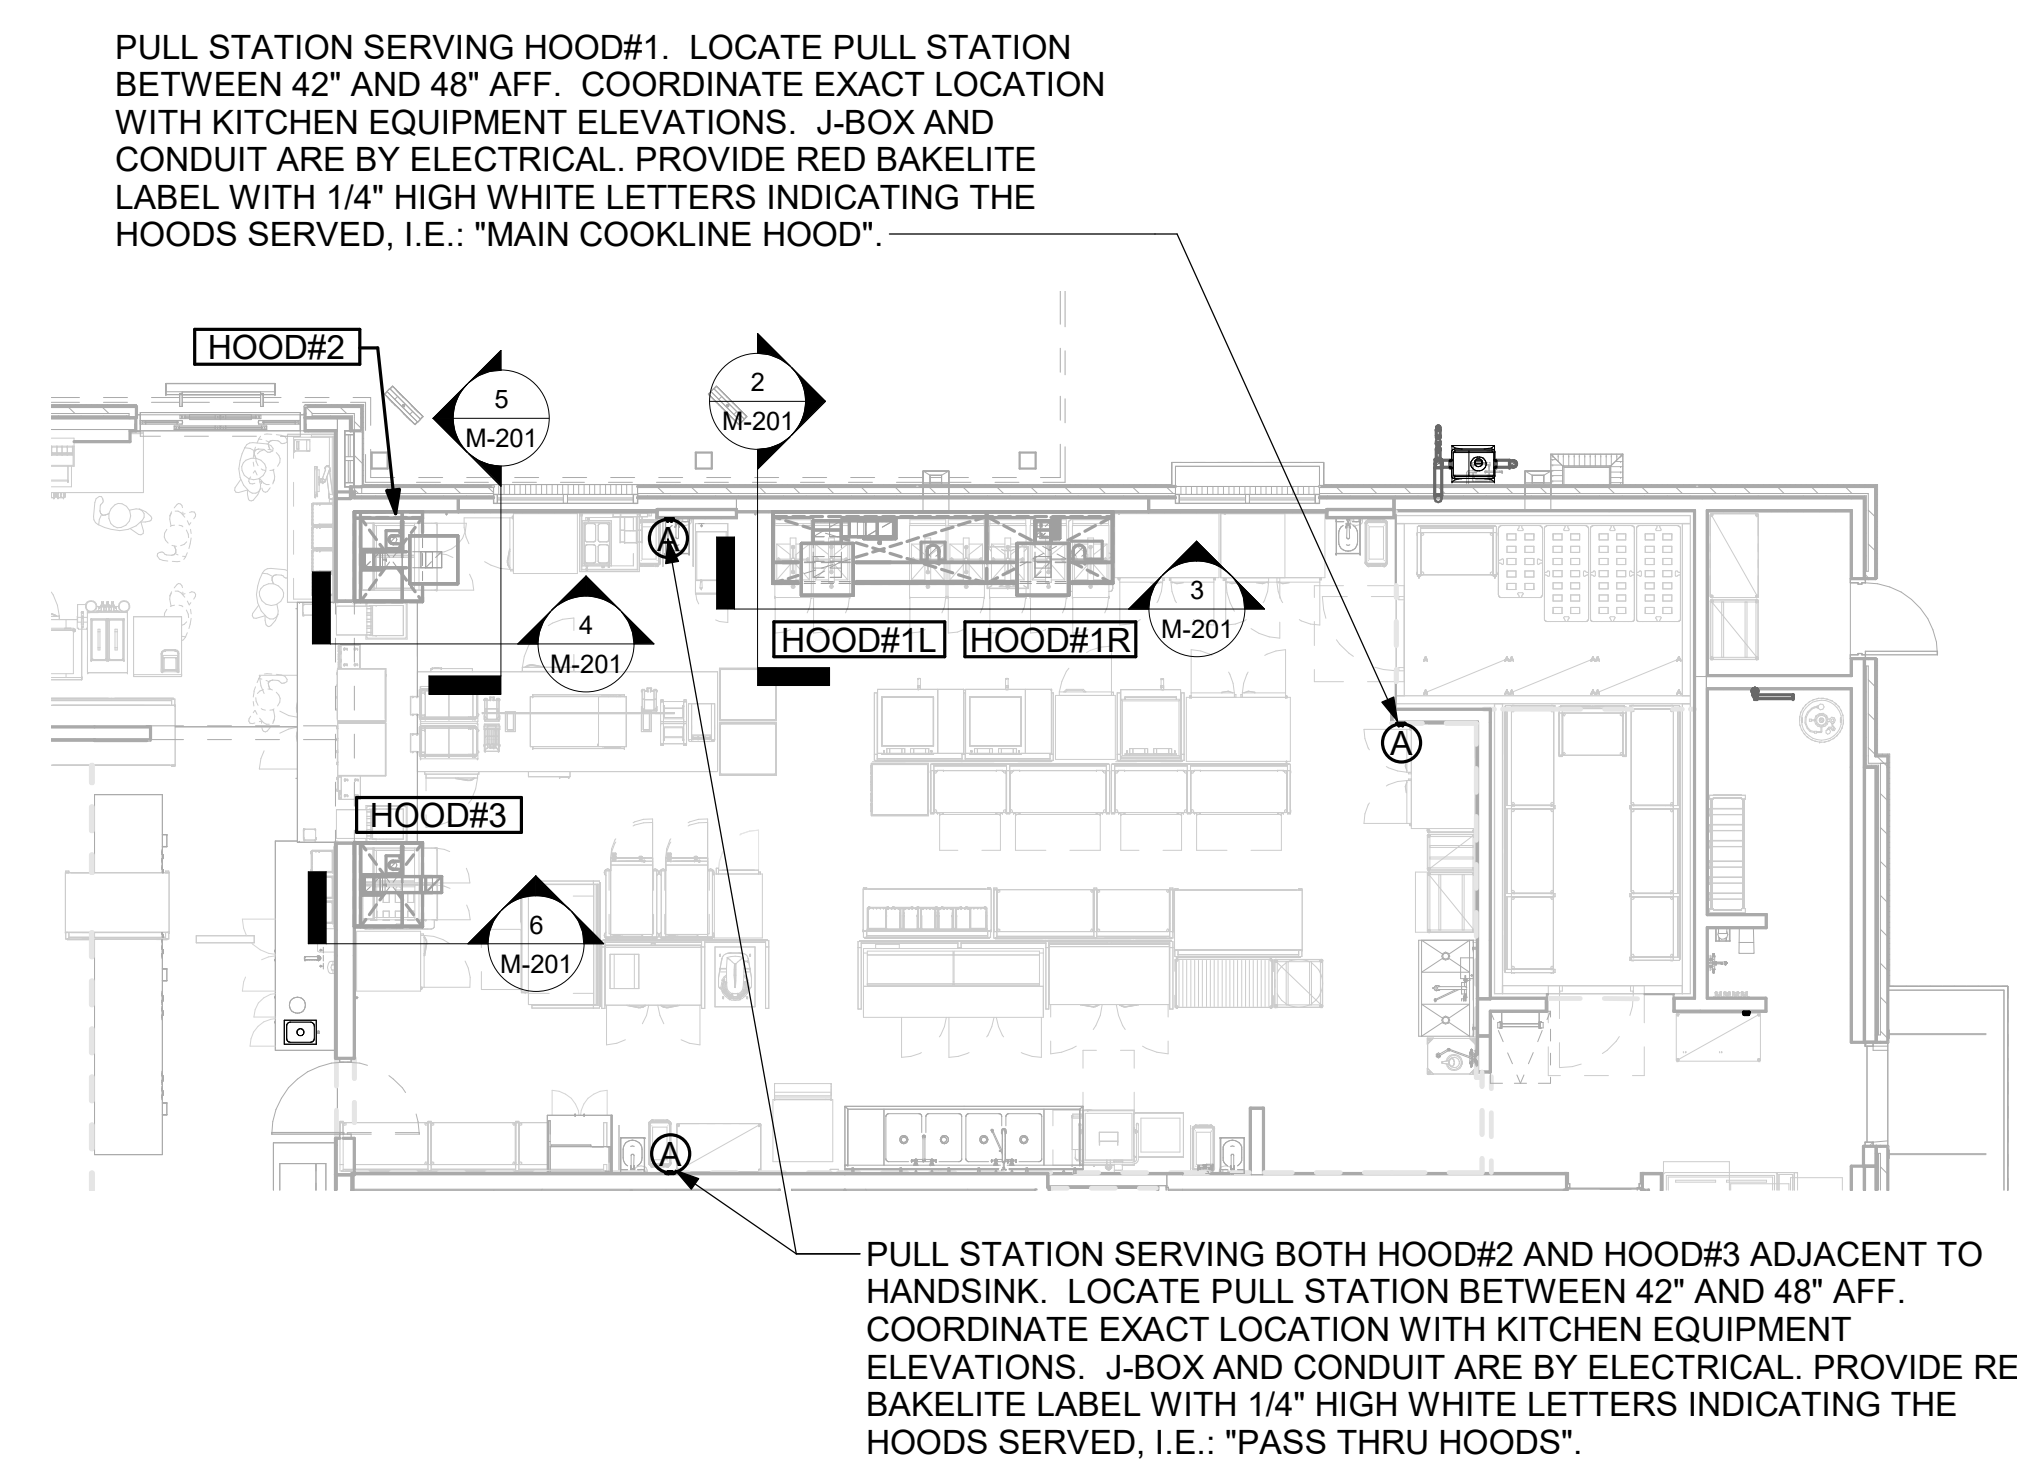 PULL STATION SERVING HOOD#1.  LOCATE PULL STATION
BETWEEN 42" AND 48" AFF.  COORDINATE EXACT LOCATION
WITH KITCHEN EQUIPMENT ELEVATIONS.  J-BOX AND
CONDUIT ARE BY ELECTRICAL. PROVIDE RED BAKELITE
LABEL WITH 1/4" HIGH WHITE LETTERS INDICATING THE
HOODS SERVED, I.E.: "MAIN COOKLINE HOOD".
HOOD#2
5
M-201
2
M-201
A
4
M-201
HOOD#1L
HOOD#1R
3
M-201
A
HOOD#3
6
M-201
A
PULL STATION SERVING BOTH HOOD#2 AND HOOD#3 ADJACENT TO
HANDSINK.  LOCATE PULL STATION BETWEEN 42" AND 48" AFF.
COORDINATE EXACT LOCATION WITH KITCHEN EQUIPMENT
ELEVATIONS.  J-BOX AND CONDUIT ARE BY ELECTRICAL. PROVIDE RE
BAKELITE LABEL WITH 1/4" HIGH WHITE LETTERS INDICATING THE
HOODS SERVED, I.E.: "PASS THRU HOODS".